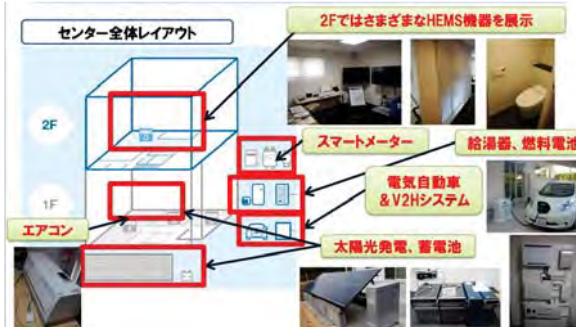 センター全体レイアウト
2Fではさまざまな HEMS機器を展示
2F
スマートメーター
給湯器、燃料電池
電気自動車
&V2Hシステム
1F
エアコン
太陽光発電、蓄電池